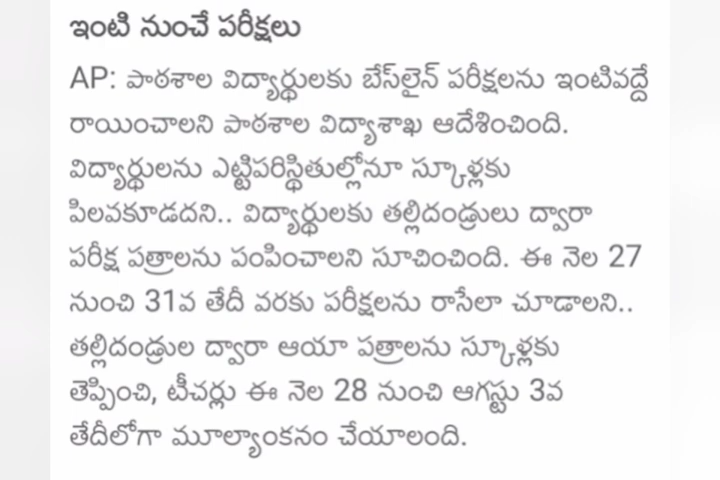 ఇంటి నుంచే పరీక్షలు
AP: పాఠశాల విద్యార్థులకు బేస్‌లైన్ పరీక్షలను ఇంటివద్దే
రాయించాలని పాఠశాల విద్యాశాఖ ఆదేశించింది.
విద్యార్థులను ఎట్టిపరిస్థితుల్లోనూ స్కూళ్లకు
పిలవకూడదని.. విద్యార్థులకు తల్లిదండ్రులు ద్వారా
పరీక్ష పత్రాలను పంపించాలని సూచించింది. ఈ నెల 27
నుంచి 31వ తేదీ వరకు పరీక్షలను రాసేలా చూడాలని..
తల్లిదండ్రుల ద్వారా ఆయా పత్రాలను స్కూళ్లకు
తెప్పించి, టీచర్లు ఈ నెల 28 నుంచి ఆగస్టు 3వ
తేదీలోగా మూల్యాంకనం చేయాలంది.